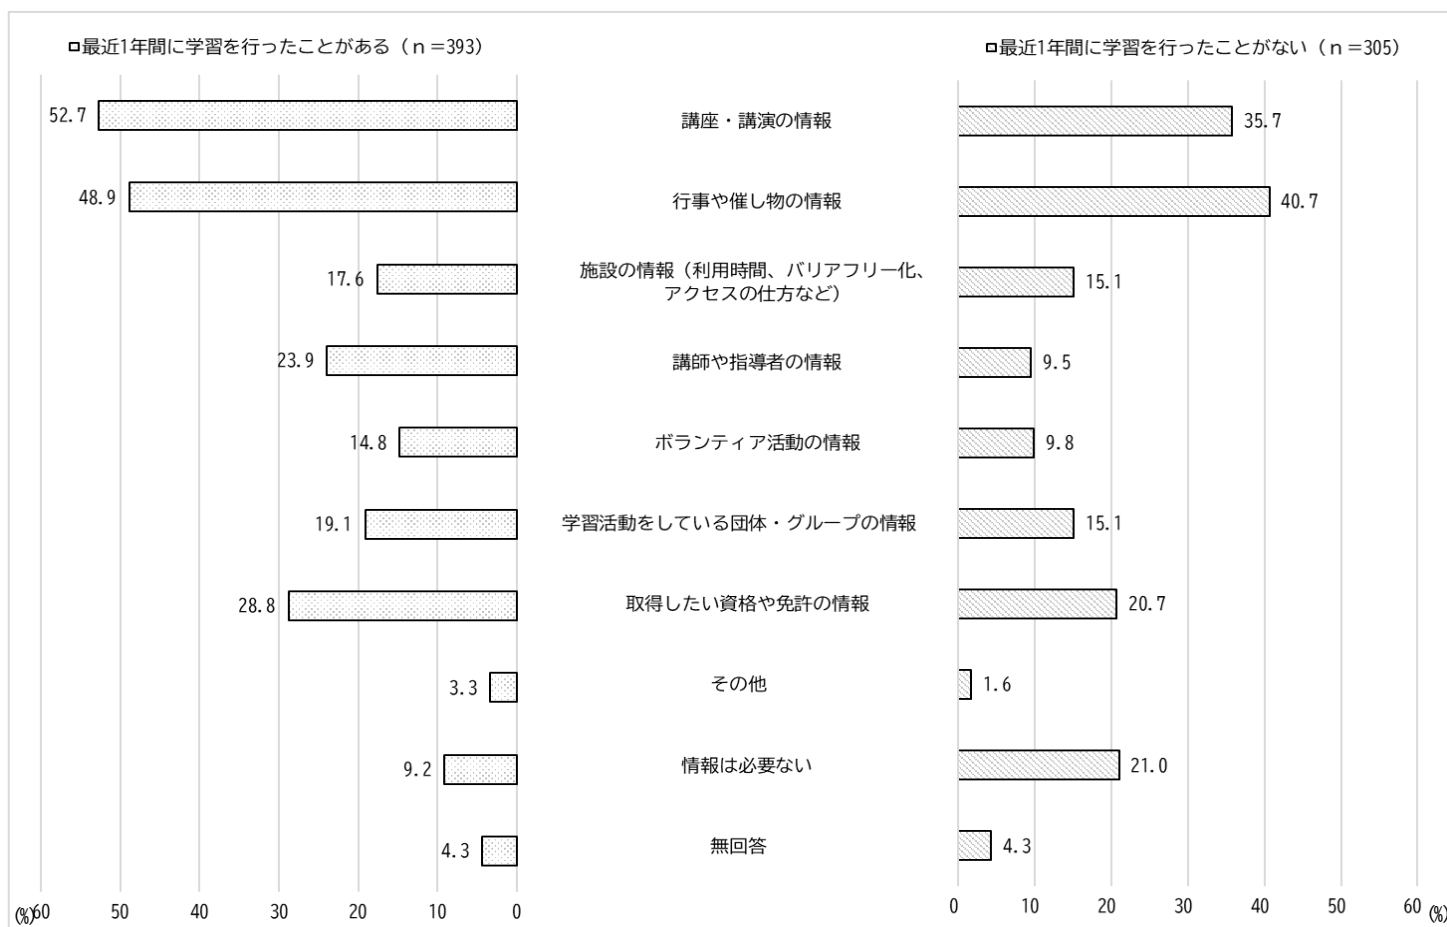 最近1年間に学習を行ったことがある(n=393)
最近1年間に学習を行ったことがない(n=305)
52.7 講座・講演の情報 35.7
48.9 行事や催し物の情報 40.7
17.6 施設の情報(利用時間、バリアフリー化、
アクセスの仕方など) 15.1
23.9 講師や指導者の情報 9.5
14.8 ボランティア活動の情報 9.8
19.1 学習活動をしている団体・グループの情報 15.1
28.8 取得したい資格や免許の情報 20.7
3.3 その他 1.6
9.2 情報は必要ない 21.0
4.3 無回答 4.3
(%)60 50 40 30 20 10 0
0 10 20 30 40 50 60 (%)